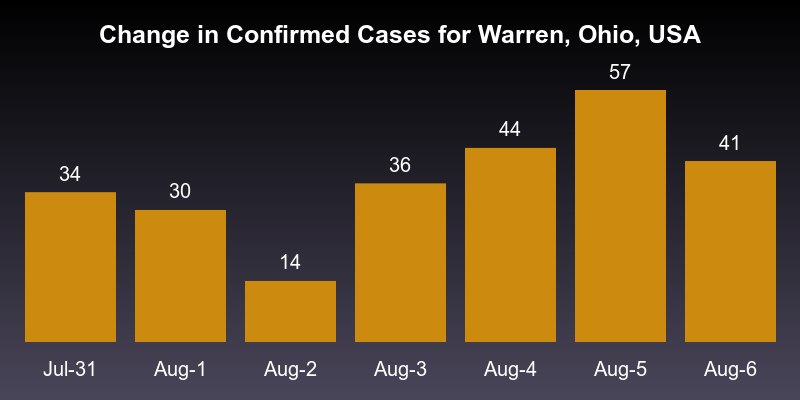 Change in Confirmed Cases for Warren, Ohio, USA
34
30
14
36
44
57
41
Jul-31
Aug-1
Aug-2
Aug-3
Aug-4
Aug-5
Aug-6